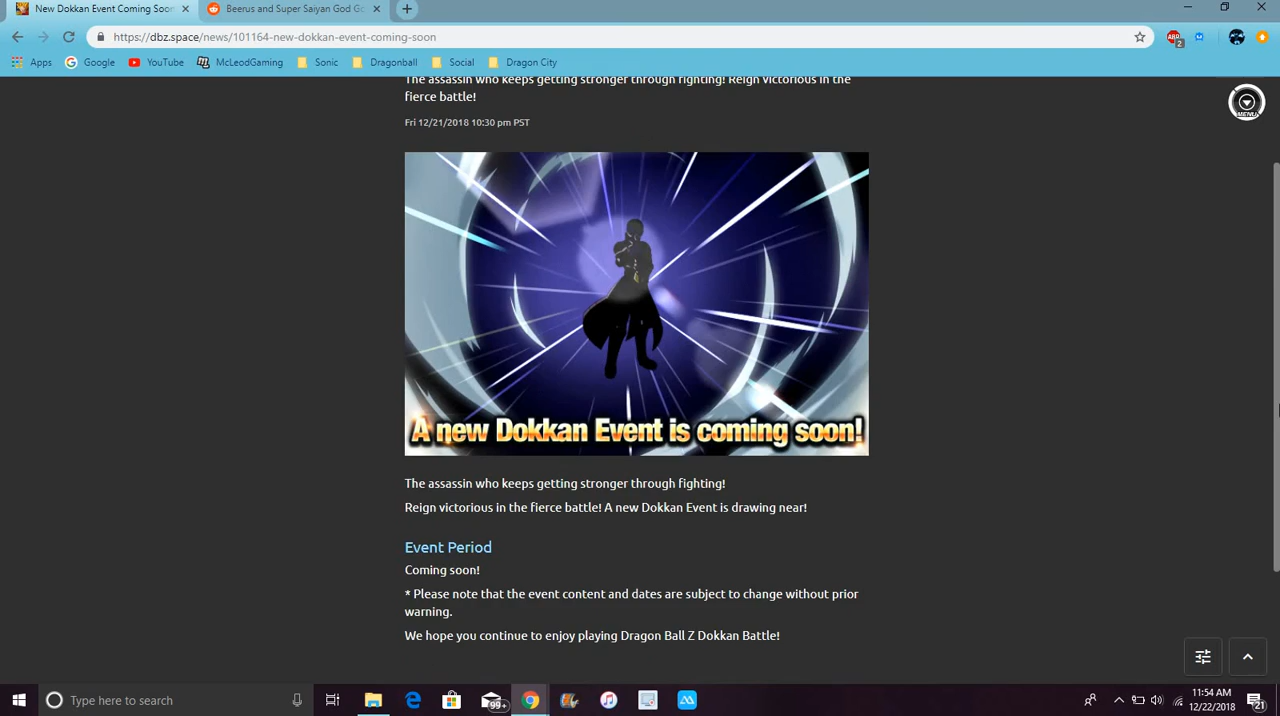 New Dokkan Event Coming Soon
Beerus and Super Saiyan God Go
https://dbz.space/news/101164-new-dokkan-event-coming-soon
2
Apps
Google
YouTube
McLeodGaming
Sonic
Dragonball
Social
Dragon City
The assassin who keeps getting stronger through fighting! Reign victorious in the
fierce battle!
Fri 12/21/2018 10:30 pm PST
MENU
A new Dokkan Event is coming soon!
The assassin who keeps getting stronger through fighting!
Reign victorious in the fierce battle! A new Dokkan Event is drawing near!
Event Period
Coming soon!
* Please note that the event content and dates are subject to change without prior
warning.
We hope you continue to enjoy playing Dragon Ball Z Dokkan Battle!
Type here to search
99+
11:54 AM
12/22/2018
21